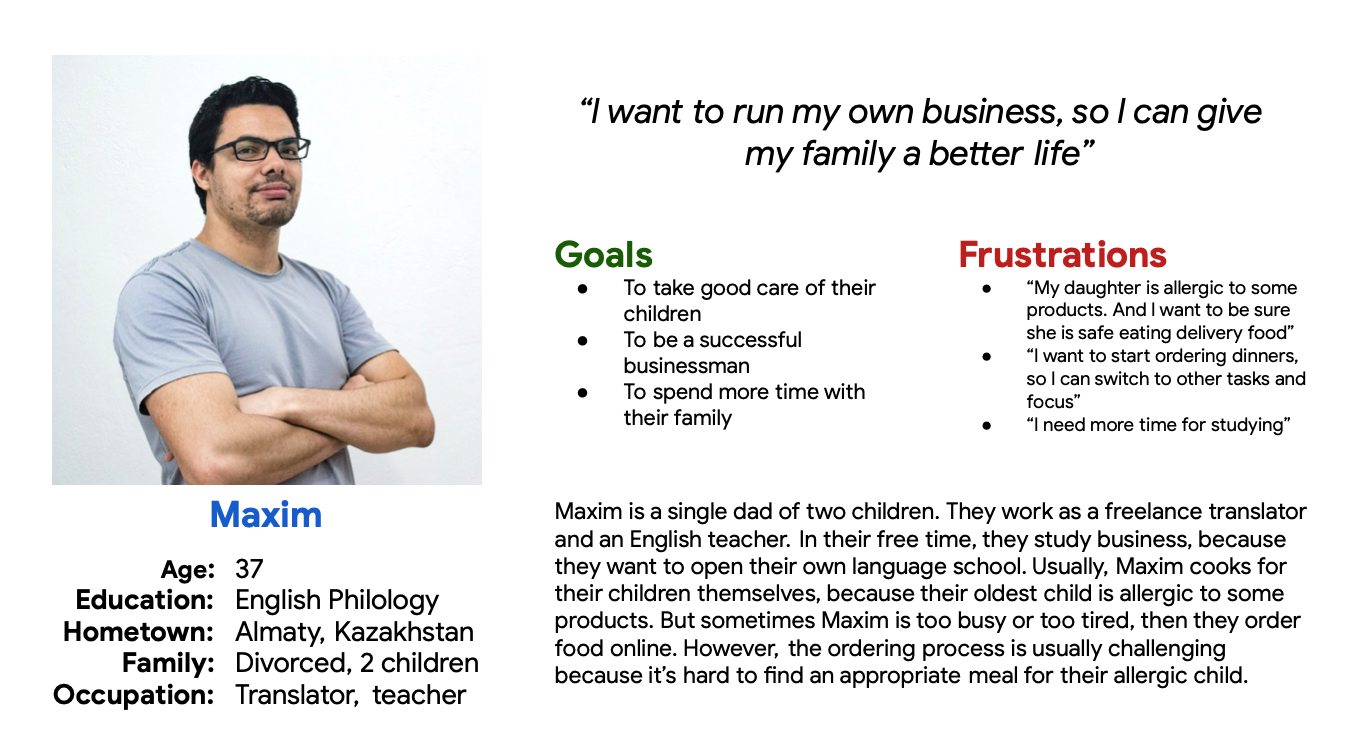 “I want to run my own business, so I can give
my family a better life”
Goals
● To take good care of their
children
● To be a successful
businessman
● To spend more time with
their family
Frustrations
● “My daughter is allergic to some
products. And I want to be sure
she is safe eating delivery food”
● “I want to start ordering dinners,
so I can switch to other tasks and
focus”
● “I need more time for studying”
Maxim
Age: 37
Education: English Philology
Hometown: Almaty, Kazakhstan
Family: Divorced, 2 children
Occupation: Translator, teacher
Maxim is a single dad of two children. They work as a freelance translator
and an English teacher. In their free time, they study business, because
they want to open their own language school. Usually, Maxim cooks for
their children themselves, because their oldest child is allergic to some
products. But sometimes Maxim is too busy or too tired, then they order
food online. However, the ordering process is usually challenging
because it’s hard to find an appropriate meal for their allergic child.